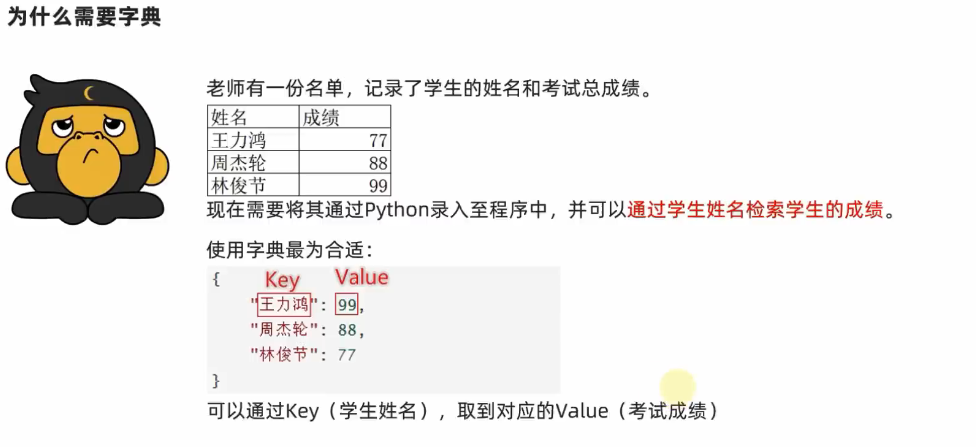 为什么需要字典
老师有一份名单，记录了学生的姓名和考试总成绩。
姓名 成绩
王力鸿 77
周杰轮 88
林俊节 99
现在需要将其通过Python录入至程序中，并可以通过学生姓名检索学生的成绩。
使用字典最为合适：
{ Key Value
"王力鸿": 99,
"周杰轮": 88,
"林俊节": 77
}
可以通过Key（学生姓名），取到对应的Value（考试成绩）